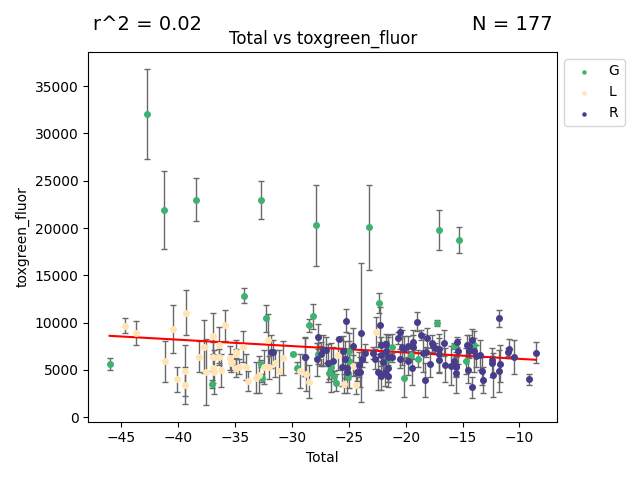 r^2 = 0.02 N = 177
Total vs toxgreen_fluor
G
L
R
35000
30000
25000
20000
15000
10000
5000
0
toxgreen_fluor
−45 −40 −35 −30 −25 −20 −15 −10
Total